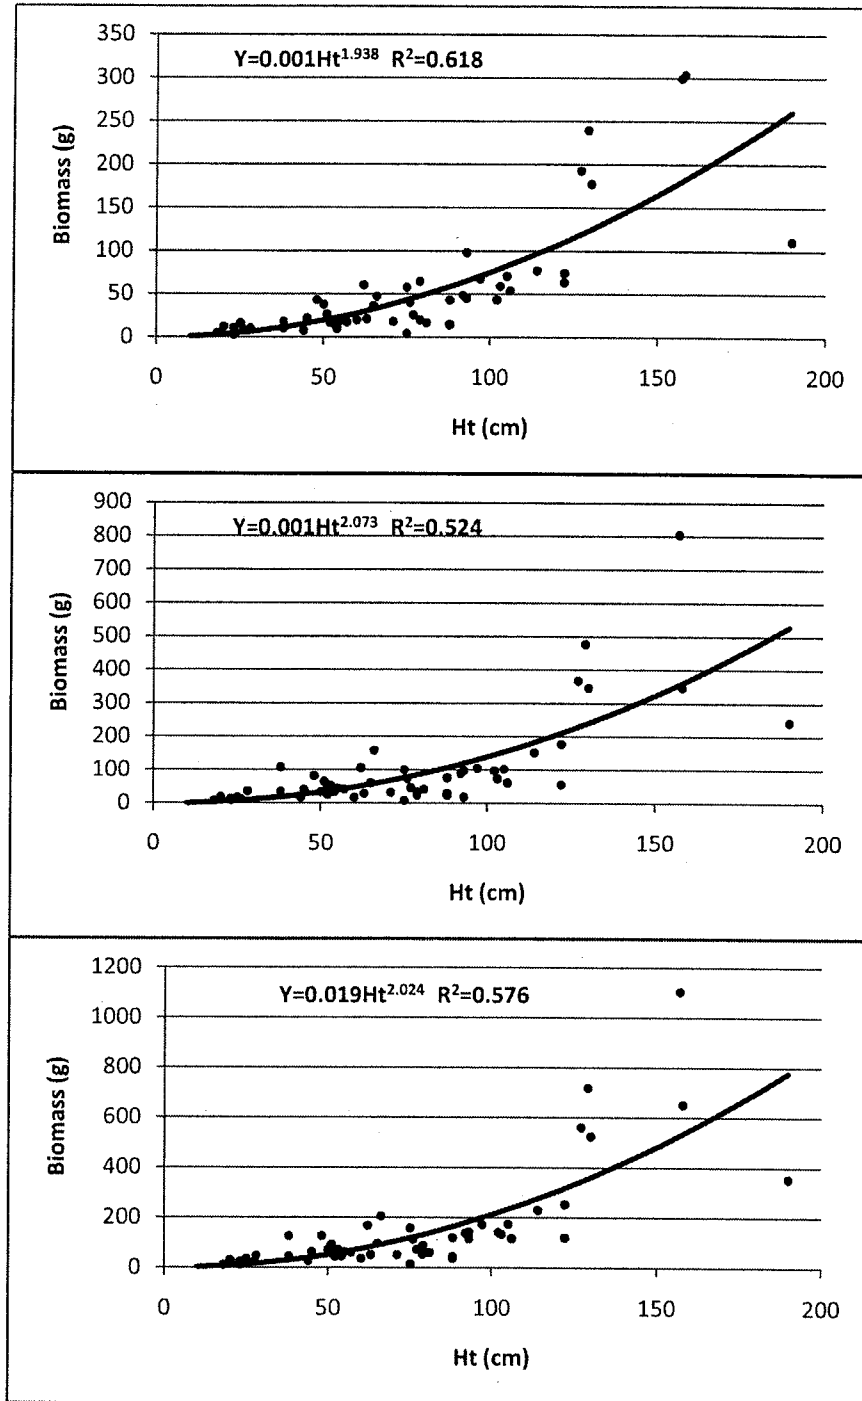 350
300
250
200
150
100
50
0
Y=0.001Ht^1.938 R²=0.618
Biomass (g)
0 50 100 150 200
Ht (cm)
900
800
700
600
500
400
300
200
100
0
Y=0.001Ht^2.073 R²=0.524
Biomass (g)
0 50 100 150 200
Ht (cm)
1200
1000
800
600
400
200
0
Y=0.019Ht^2.024 R²=0.576
Biomass (g)
0 50 100 150 200
Ht (cm)